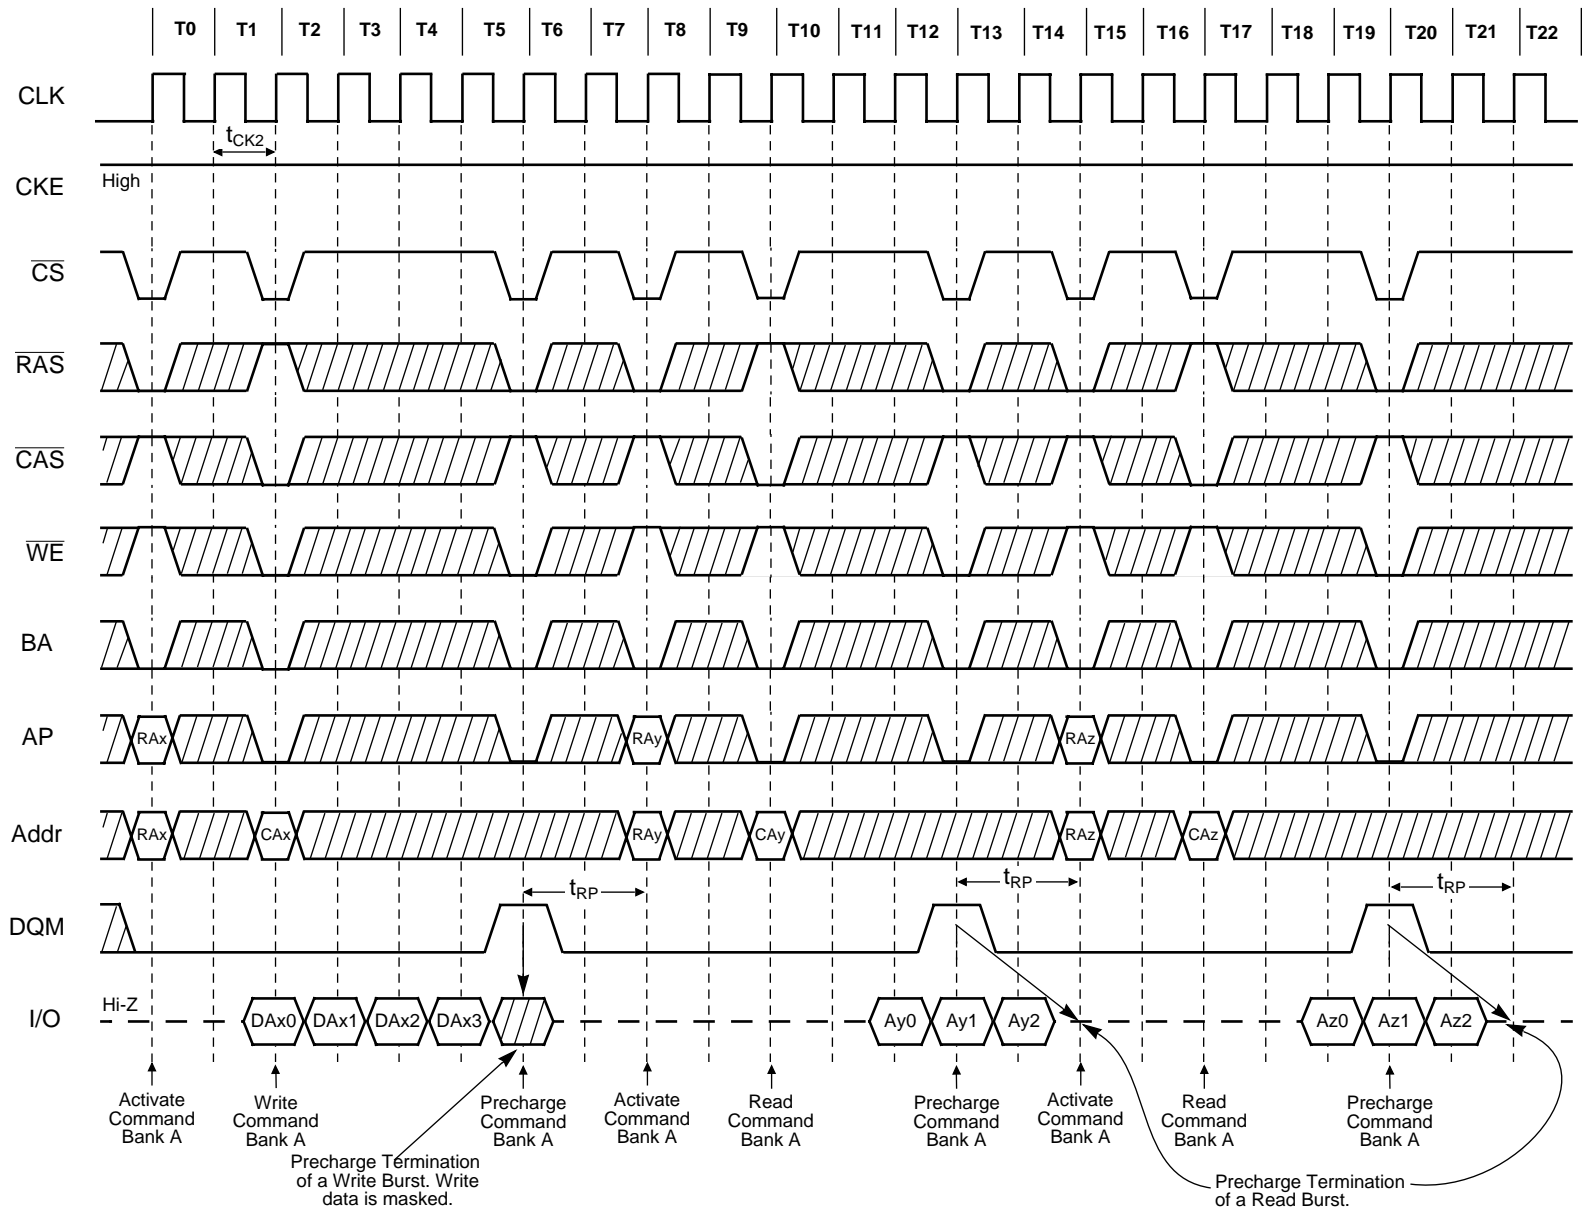 T0 T1 T2 T3 T4 T5 T6 T7 T8 T9 T10 T11 T12 T13 T14 T15 T16 T17 T18 T19 T20 T21 T22
CLK
tCK2
CKE
High
CS
RAS
CAS
WE
BA
AP
RAx RAy RAz
Addr
RAx CAx RAy CAy RAz CAz
tRP tRP tRP
DQM
I/O
Hi-Z
DAx0 DAx1 DAx2 DAx3 Ay0 Ay1 Ay2 Az0 Az1 Az2
Activate
Command
Bank A
Write
Command
Bank A
Precharge
Command
Bank A
Activate
Command
Bank A
Read
Command
Bank A
Precharge
Command
Bank A
Activate
Command
Bank A
Read
Command
Bank A
Precharge
Command
Bank A
Precharge Termination
of a Write Burst. Write
data is masked.
Precharge Termination
of a Read Burst.